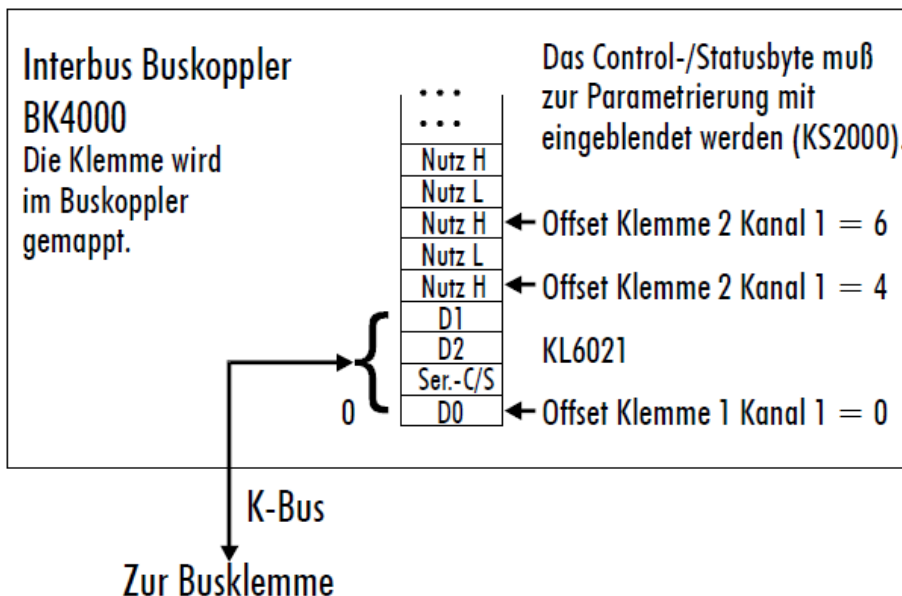 Interbus Buskoppler
BK4000
Die Klemme wird
im Buskoppler
gemappt.
Das Control-/Statusbyte muß
zur Parametrierung mit
eingeblendet werden (KS2000).
...
...
Nutz H
Nutz L
Nutz H
Offset Klemme 2 Kanal 1 = 6
Nutz L
Nutz H
Offset Klemme 2 Kanal 1 = 4
D1
D2
KL6021
Ser.-C/S
0
D0
Offset Klemme 1 Kanal 1 = 0
K-Bus
Zur Busklemme